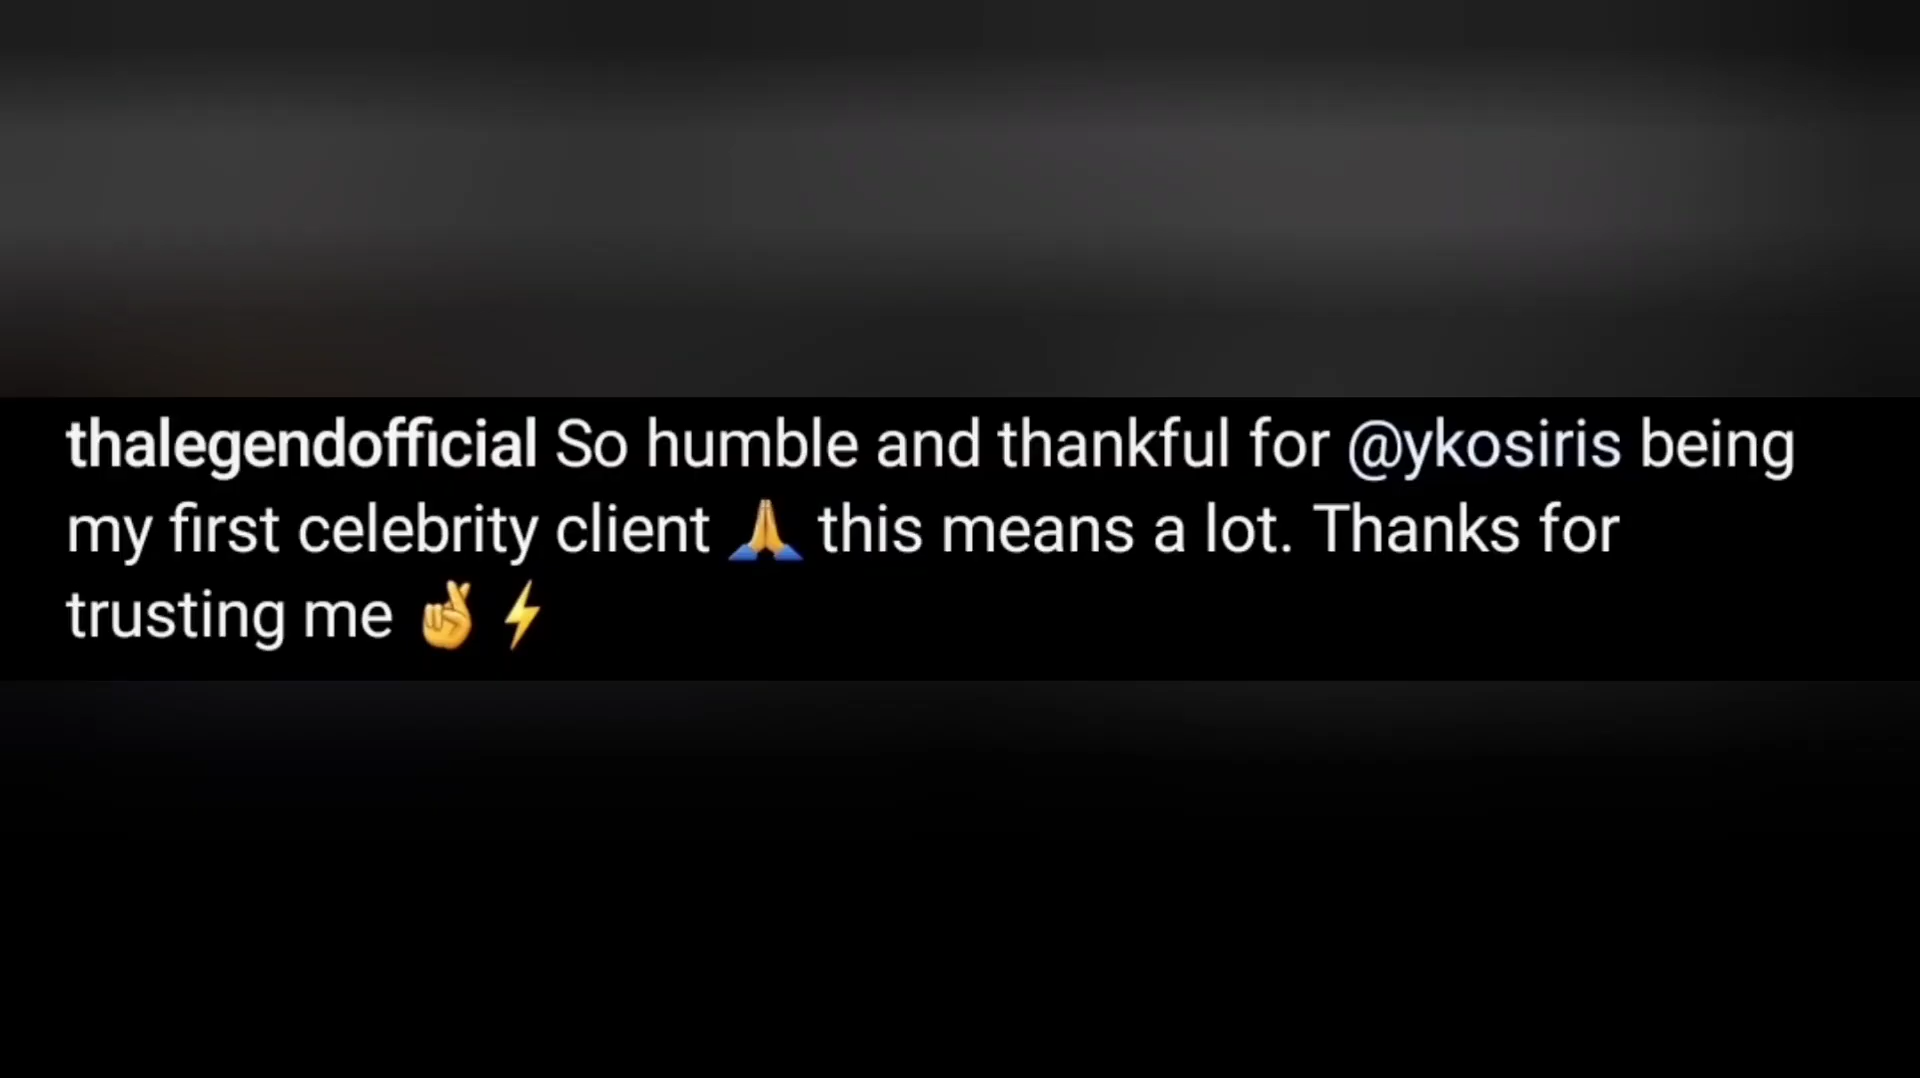 thalegendofficial So humble and thankful for @ykosiris being
my first celebrity client 🙏 this means a lot. Thanks for
trusting me 🤞⚡